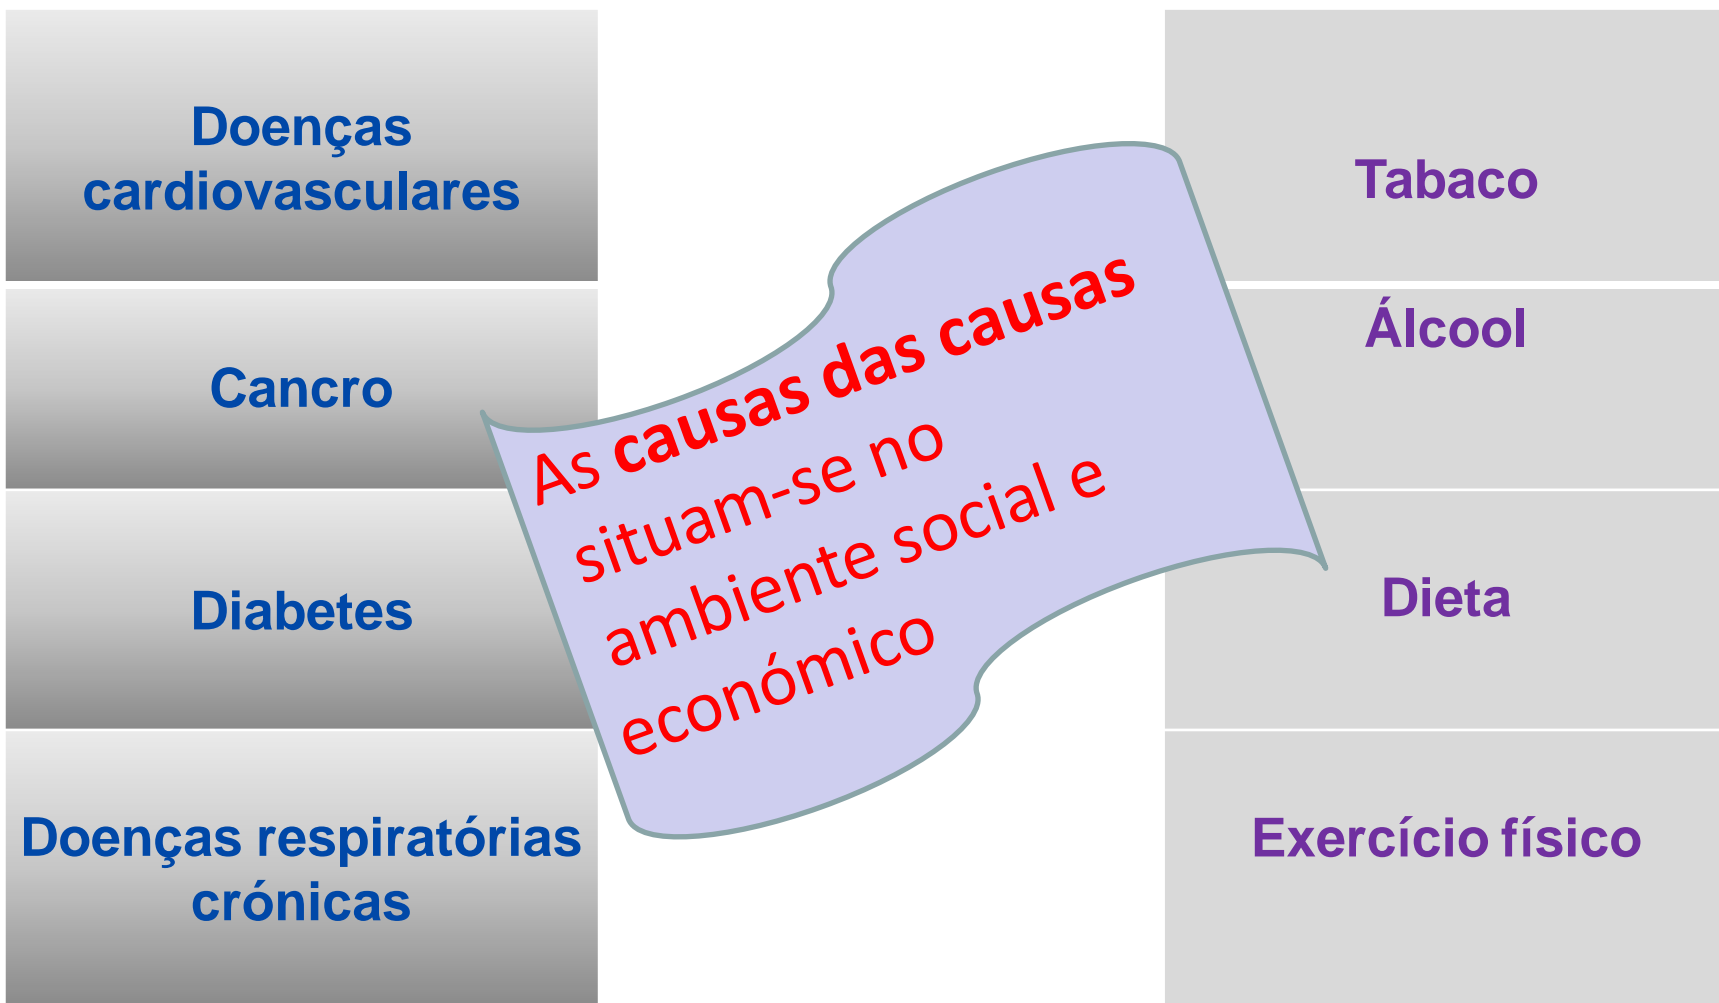 Doenças
cardiovasculares
Cancro
Diabetes
Doenças respiratórias
crónicas
As causas das causas
situam-se no
ambiente social e
económico
Tabaco
Álcool
Dieta
Exercício físico